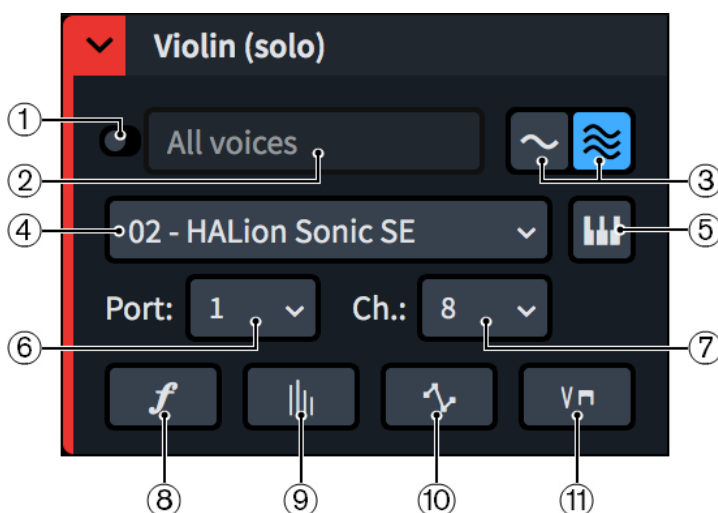 Violin (solo)
① All voices
② ③
④ 02 - HALion Sonic SE ⑤
Port: 1 Ch.: 8
⑥ ⑦
f V
⑧ ⑨ ⑩ ⑪